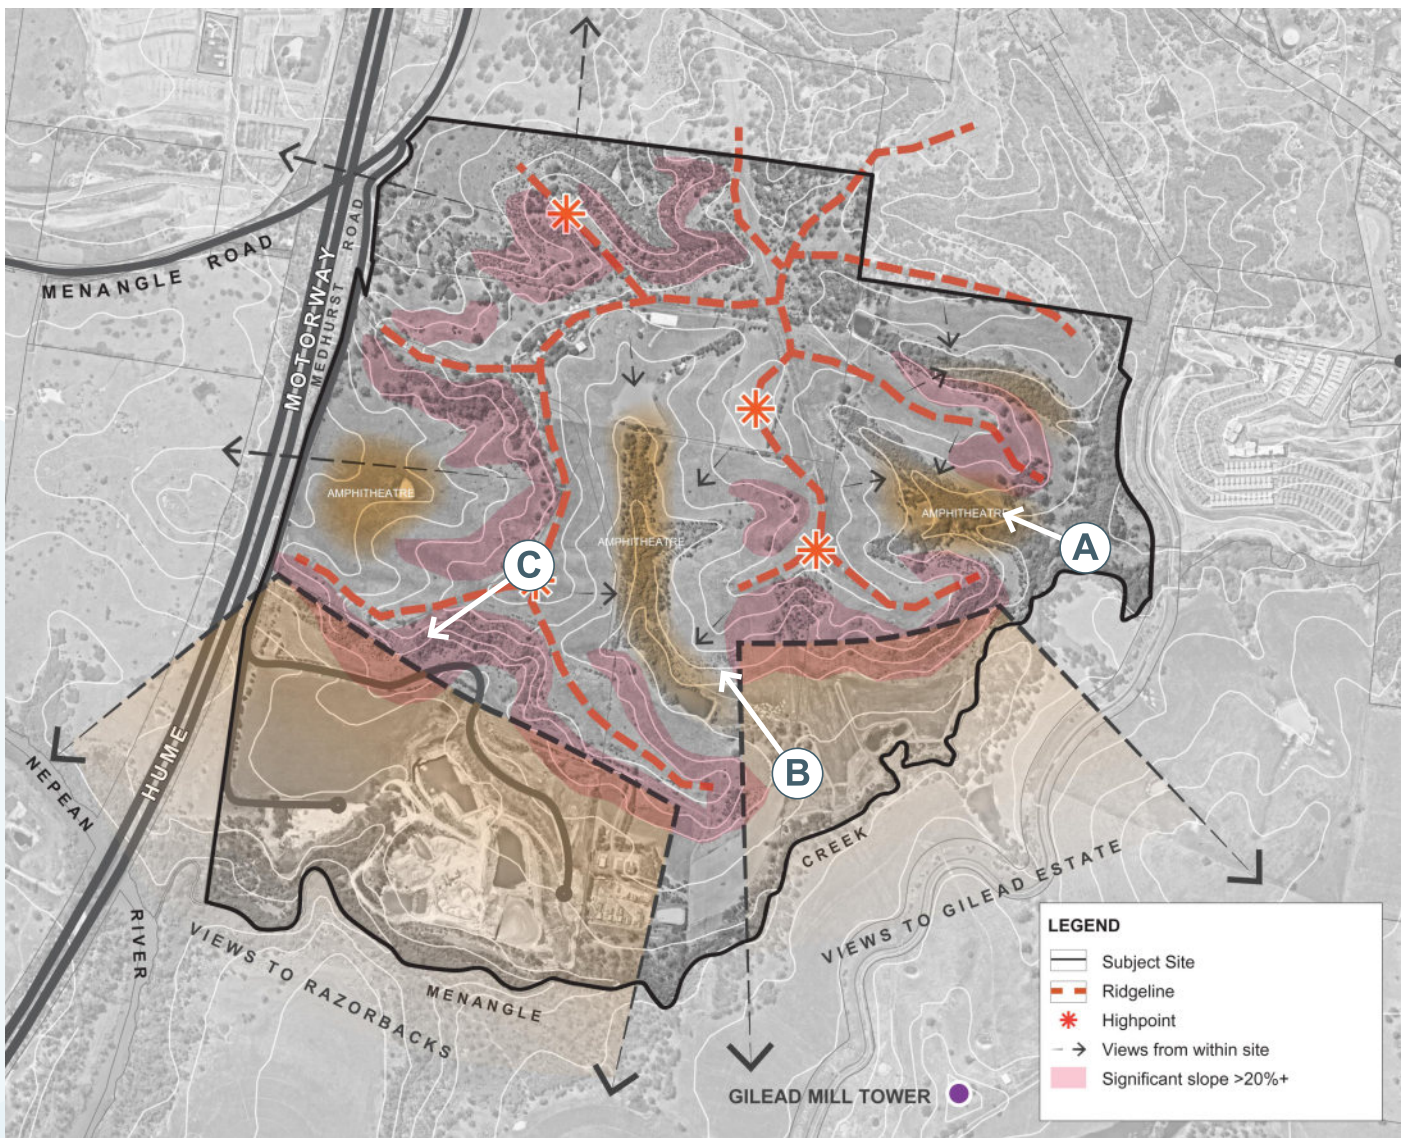 MENANGLE ROAD
MOTORWAY
MEDHURST ROAD
AMPHITHEATRE
AMPHITHEATRE
AMPHITHEATRE
A
C
B
HUME
NEPEAN
RIVER
CREEK
VIEWS TO GILEAD ESTATE
VIEWS TO RAZORBACKS
MENANGLE
GILEAD MILL TOWER
LEGEND
Subject Site
Ridgeline
Highpoint
Views from within site
Significant slope >20%+